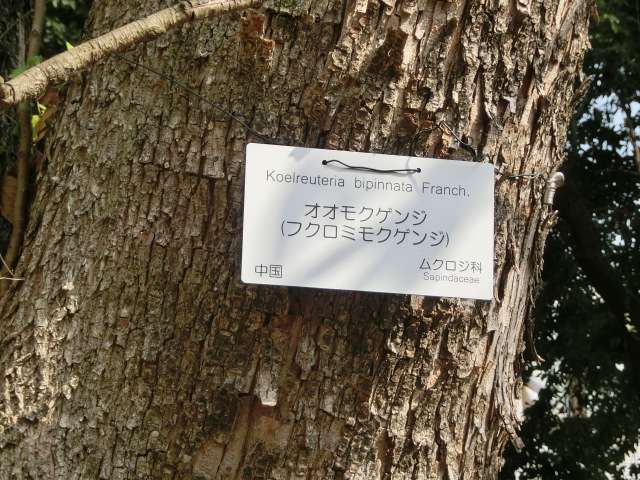 Koelreuteria bipinnata Franch.
オオモクゲンジ
(フクロミモクゲンジ)
中国
ムクロジ科
Sapindaceae